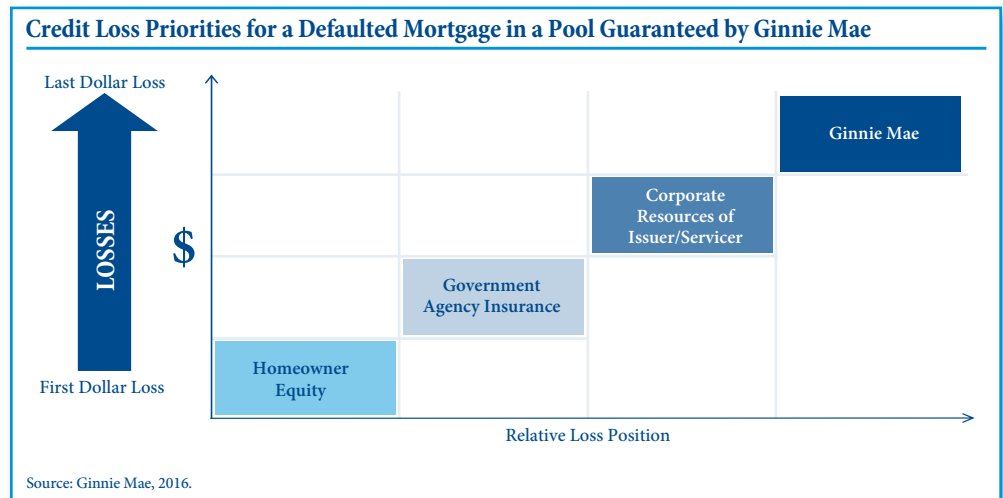 Credit Loss Priorities for a Defaulted Mortgage in a Pool Guaranteed by Ginnie Mae
Last Dollar Loss
LOSSES
First Dollar Loss
$
Ginnie Mae
Corporate
Resources of
Issuer/Servicer
Government
Agency Insurance
Homeowner
Equity
Relative Loss Position
Source: Ginnie Mae, 2016.